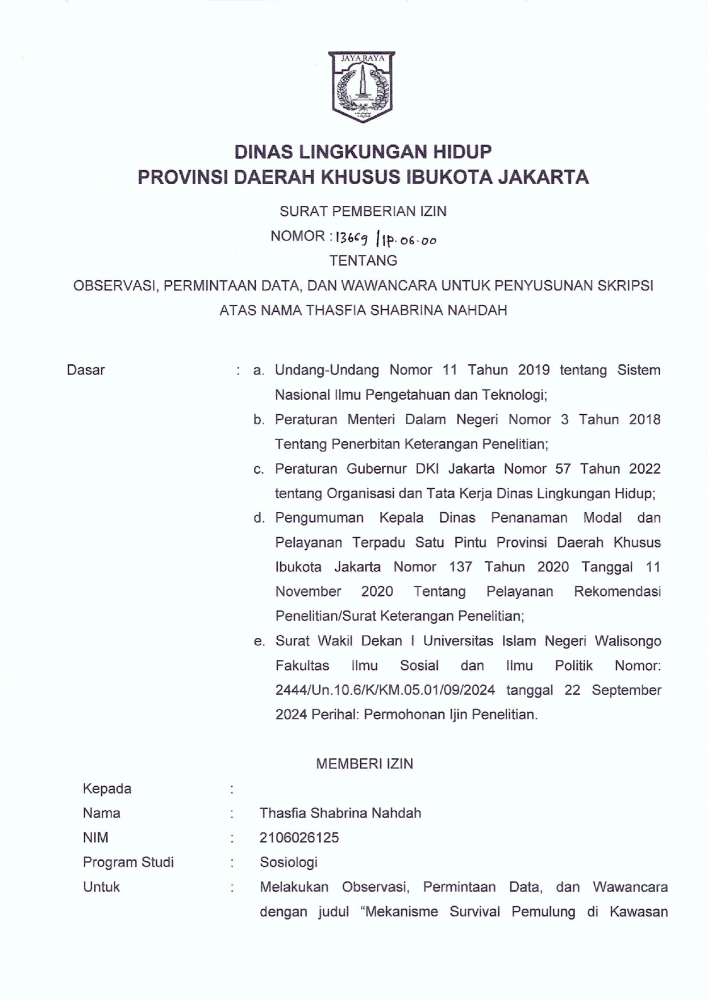 JAYA RAYA
DINAS LINGKUNGAN HIDUP
PROVINSI DAERAH KHUSUS IBUKOTA JAKARTA
SURAT PEMBERIAN IZIN
NOMOR : 13669 / IP.06.00
TENTANG
OBSERVASI, PERMINTAAN DATA, DAN WAWANCARA UNTUK PENYUSUNAN SKRIPSI
ATAS NAMA THASFIA SHABRINA NAHDAH
Dasar : a. Undang-Undang Nomor 11 Tahun 2019 tentang Sistem
Nasional Ilmu Pengetahuan dan Teknologi;
b. Peraturan Menteri Dalam Negeri Nomor 3 Tahun 2018
Tentang Penerbitan Keterangan Penelitian;
c. Peraturan Gubernur DKI Jakarta Nomor 57 Tahun 2022
tentang Organisasi dan Tata Kerja Dinas Lingkungan Hidup;
d. Pengumuman Kepala Dinas Penanaman Modal dan
Pelayanan Terpadu Satu Pintu Provinsi Daerah Khusus
Ibukota Jakarta Nomor 137 Tahun 2020 Tanggal 11
November 2020 Tentang Pelayanan Rekomendasi
Penelitian/Surat Keterangan Penelitian;
e. Surat Wakil Dekan I Universitas Islam Negeri Walisongo
Fakultas Ilmu Sosial dan Ilmu Politik Nomor:
2444/Un.10.6/K/KM.05.01/09/2024 tanggal 22 September
2024 Perihal: Permohonan Ijin Penelitian.
MEMBERI IZIN
Kepada :
Nama : Thasfia Shabrina Nahdah
NIM : 2106026125
Program Studi : Sosiologi
Untuk : Melakukan Observasi, Permintaan Data, dan Wawancara
dengan judul “Mekanisme Survival Pemulung di Kawasan